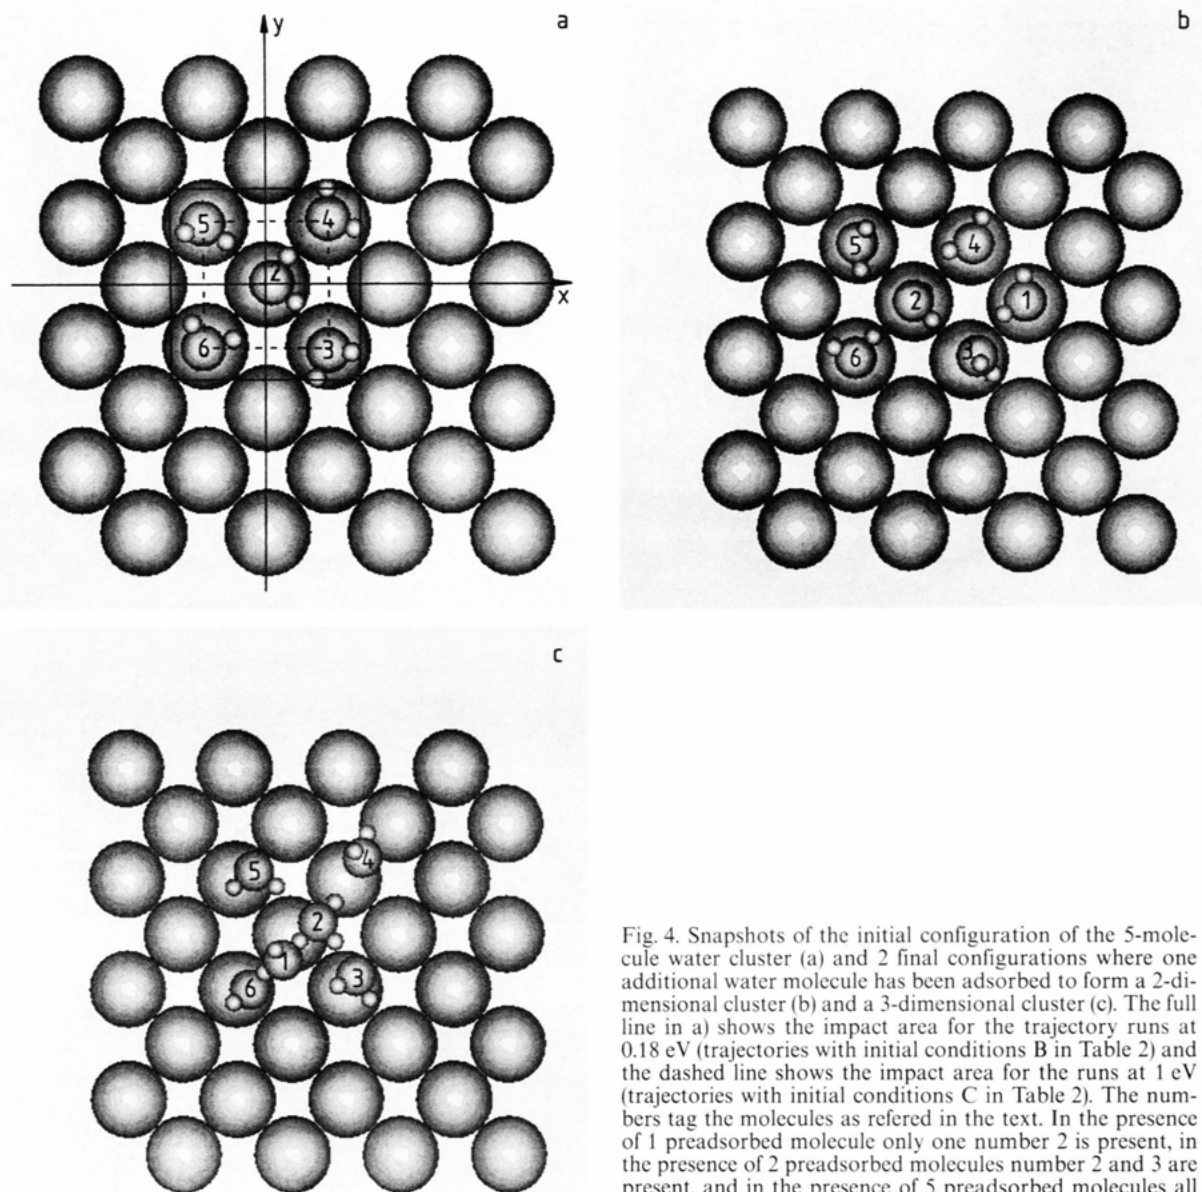 a
y
5
4
2
x
6
3
b
5
4
2
1
6
3
c
5
4
2
1
6
3
Fig. 4. Snapshots of the initial configuration of the 5-mole-
cule water cluster (a) and 2 final configurations where one
additional water molecule has been adsorbed to form a 2-di-
mensional cluster (b) and a 3-dimensional cluster (c). The full
line in a) shows the impact area for the trajectory runs at
0.18 eV (trajectories with initial conditions B in Table 2) and
the dashed line shows the impact area for the runs at 1 eV
(trajectories with initial conditions C in Table 2). The num-
bers tag the molecules as refered in the text. In the presence
of 1 preadsorbed molecule only one number 2 is present, in
the presence of 2 preadsorbed molecules number 2 and 3 are
present, and in the presence of 5 preadsorbed molecules all